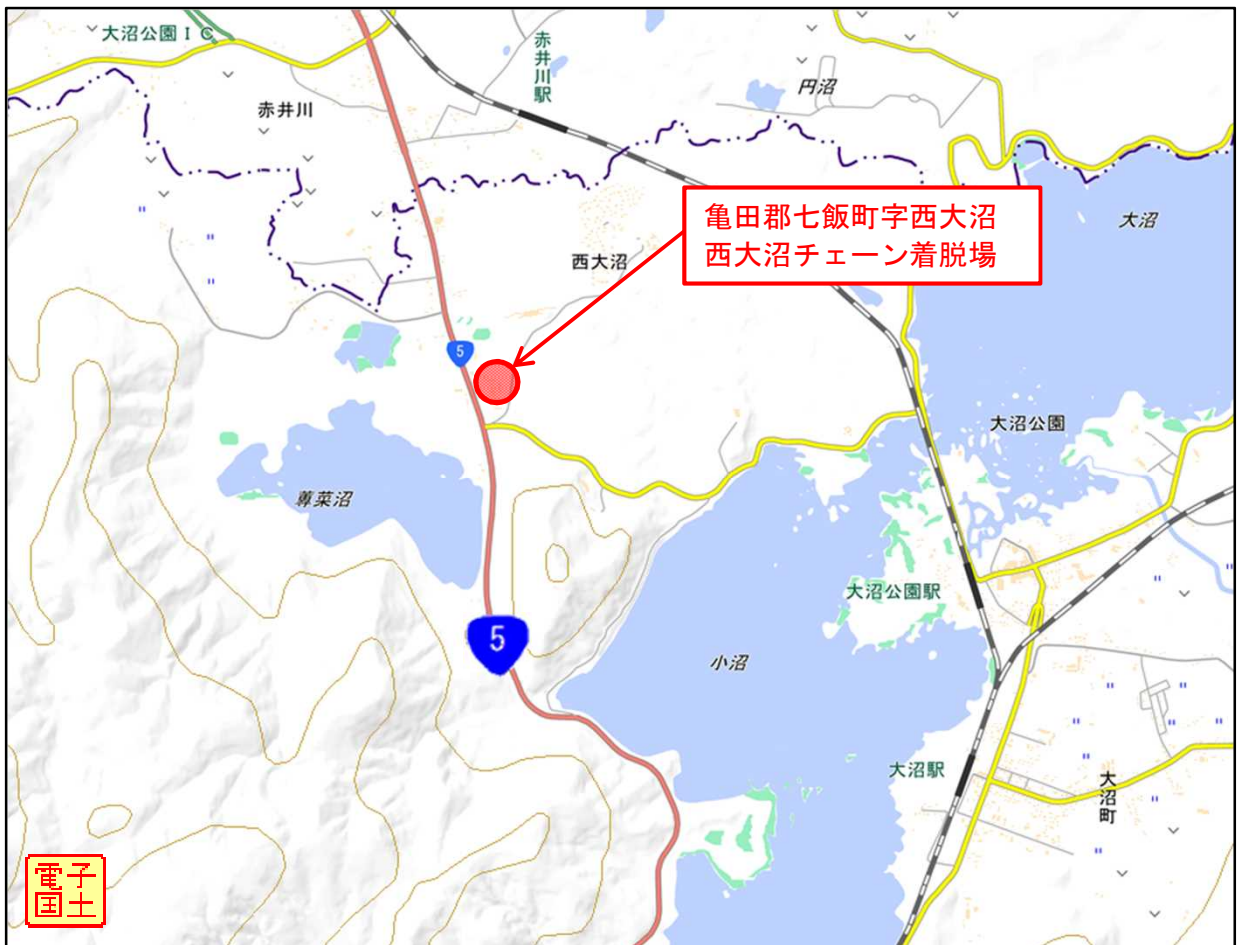 大沼公園ＩＣ
赤井川駅
円沼
赤井川
大沼
亀田郡七飯町字西大沼
西大沼チェーン着脱場
西大沼
5
大沼公園
蓴菜沼
大沼公園駅
5
小沼
大沼駅
大沼町
電子
国土